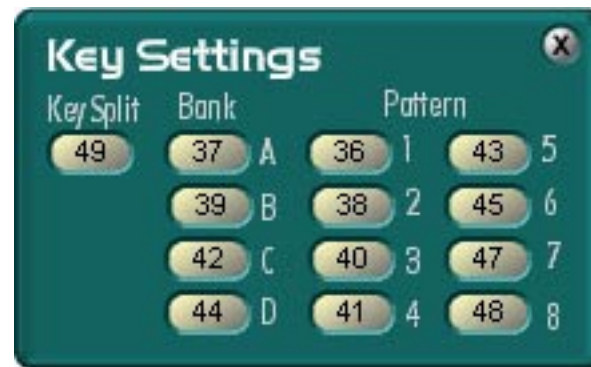 Key Settings X
Key Split Bank Pattern
49 37 A 36 1 43 5
39 B 38 2 45 6
42 C 40 3 47 7
44 D 41 4 48 8